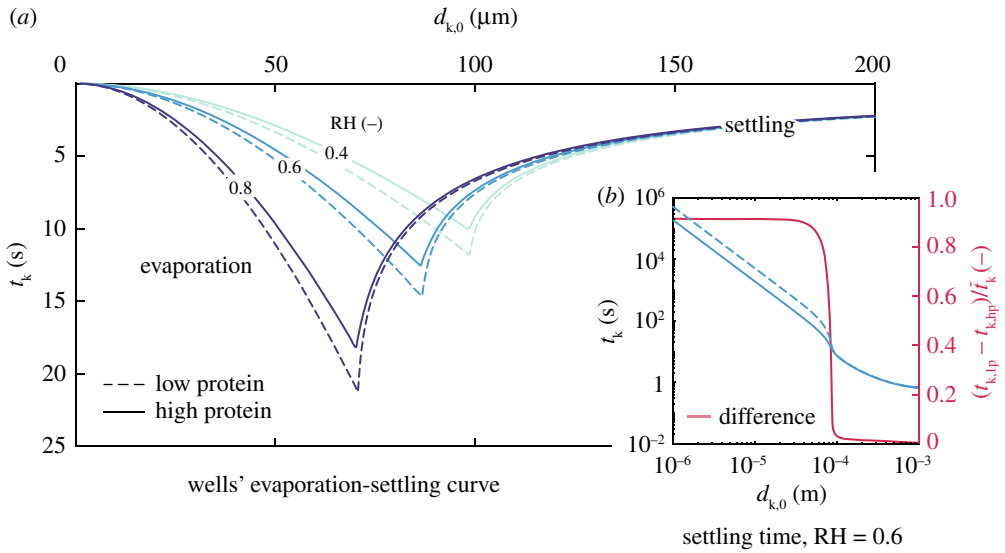 (a)
d_k,0 (μm)
0 50 100 150 200
RH (–)
0.4
0.6
0.8
settling
evaporation
5
10
15
20
25
t_k (s)
low protein
high protein
wells’ evaporation-settling curve
(b)
10^6
10^4
10^2
1
10^–2
t_k (s)
1.0
0.8
0.6
0.4
0.2
0
(t_k,lp – t_k,hp)/t̄_k (–)
difference
10^–6 10^–5 10^–4 10^–3
d_k,0 (m)
settling time, RH = 0.6